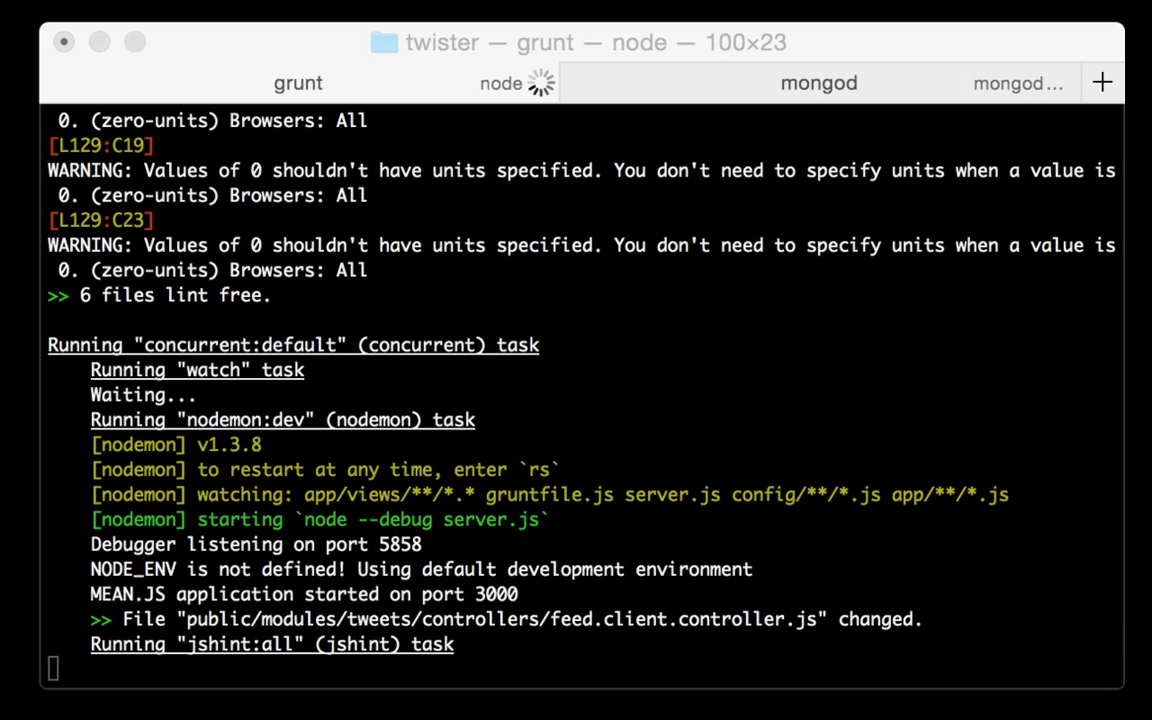 twister — grunt — node — 100×23
grunt node mongod mongod... +
0. (zero-units) Browsers: All
[L129:C19]
WARNING: Values of 0 shouldn't have units specified. You don't need to specify units when a value is
0. (zero-units) Browsers: All
[L129:C23]
WARNING: Values of 0 shouldn't have units specified. You don't need to specify units when a value is
0. (zero-units) Browsers: All
>> 6 files lint free.
Running "concurrent:default" (concurrent) task
Running "watch" task
Waiting...
Running "nodemon:dev" (nodemon) task
[nodemon] v1.3.8
[nodemon] to restart at any time, enter `rs`
[nodemon] watching: app/views/**/*.* gruntfile.js server.js config/**/*.js app/**/*.js
[nodemon] starting `node --debug server.js`
Debugger listening on port 5858
NODE_ENV is not defined! Using default development environment
MEAN.JS application started on port 3000
>> File "public/modules/tweets/controllers/feed.client.controller.js" changed.
Running "jshint:all" (jshint) task